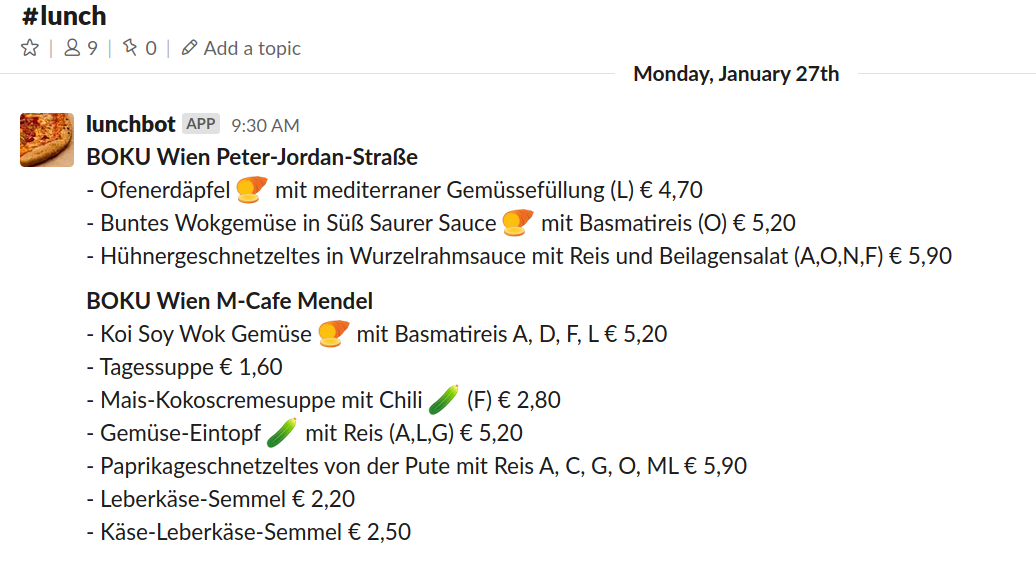 #lunch
9 0 Add a topic
Monday, January 27th
lunchbot APP 9:30 AM
BOKU Wien Peter-Jordan-Straße
- Ofenerdäpfel mit mediterraner Gemüssefüllung (L) € 4,70
- Buntes Wokgemüse in Süß Saurer Sauce mit Basmatireis (O) € 5,20
- Hühnergeschnetzeltes in Wurzelrahmsauce mit Reis und Beilagensalat (A,O,N,F) € 5,90
BOKU Wien M-Cafe Mendel
- Koi Soy Wok Gemüse mit Basmatireis A, D, F, L € 5,20
- Tagessuppe € 1,60
- Mais-Kokoscremesuppe mit Chili (F) € 2,80
- Gemüse-Eintopf mit Reis (A,L,G) € 5,20
- Paprikageschnetzeltes von der Pute mit Reis A, C, G, O, ML € 5,90
- Leberkäse-Semmel € 2,20
- Käse-Leberkäse-Semmel € 2,50